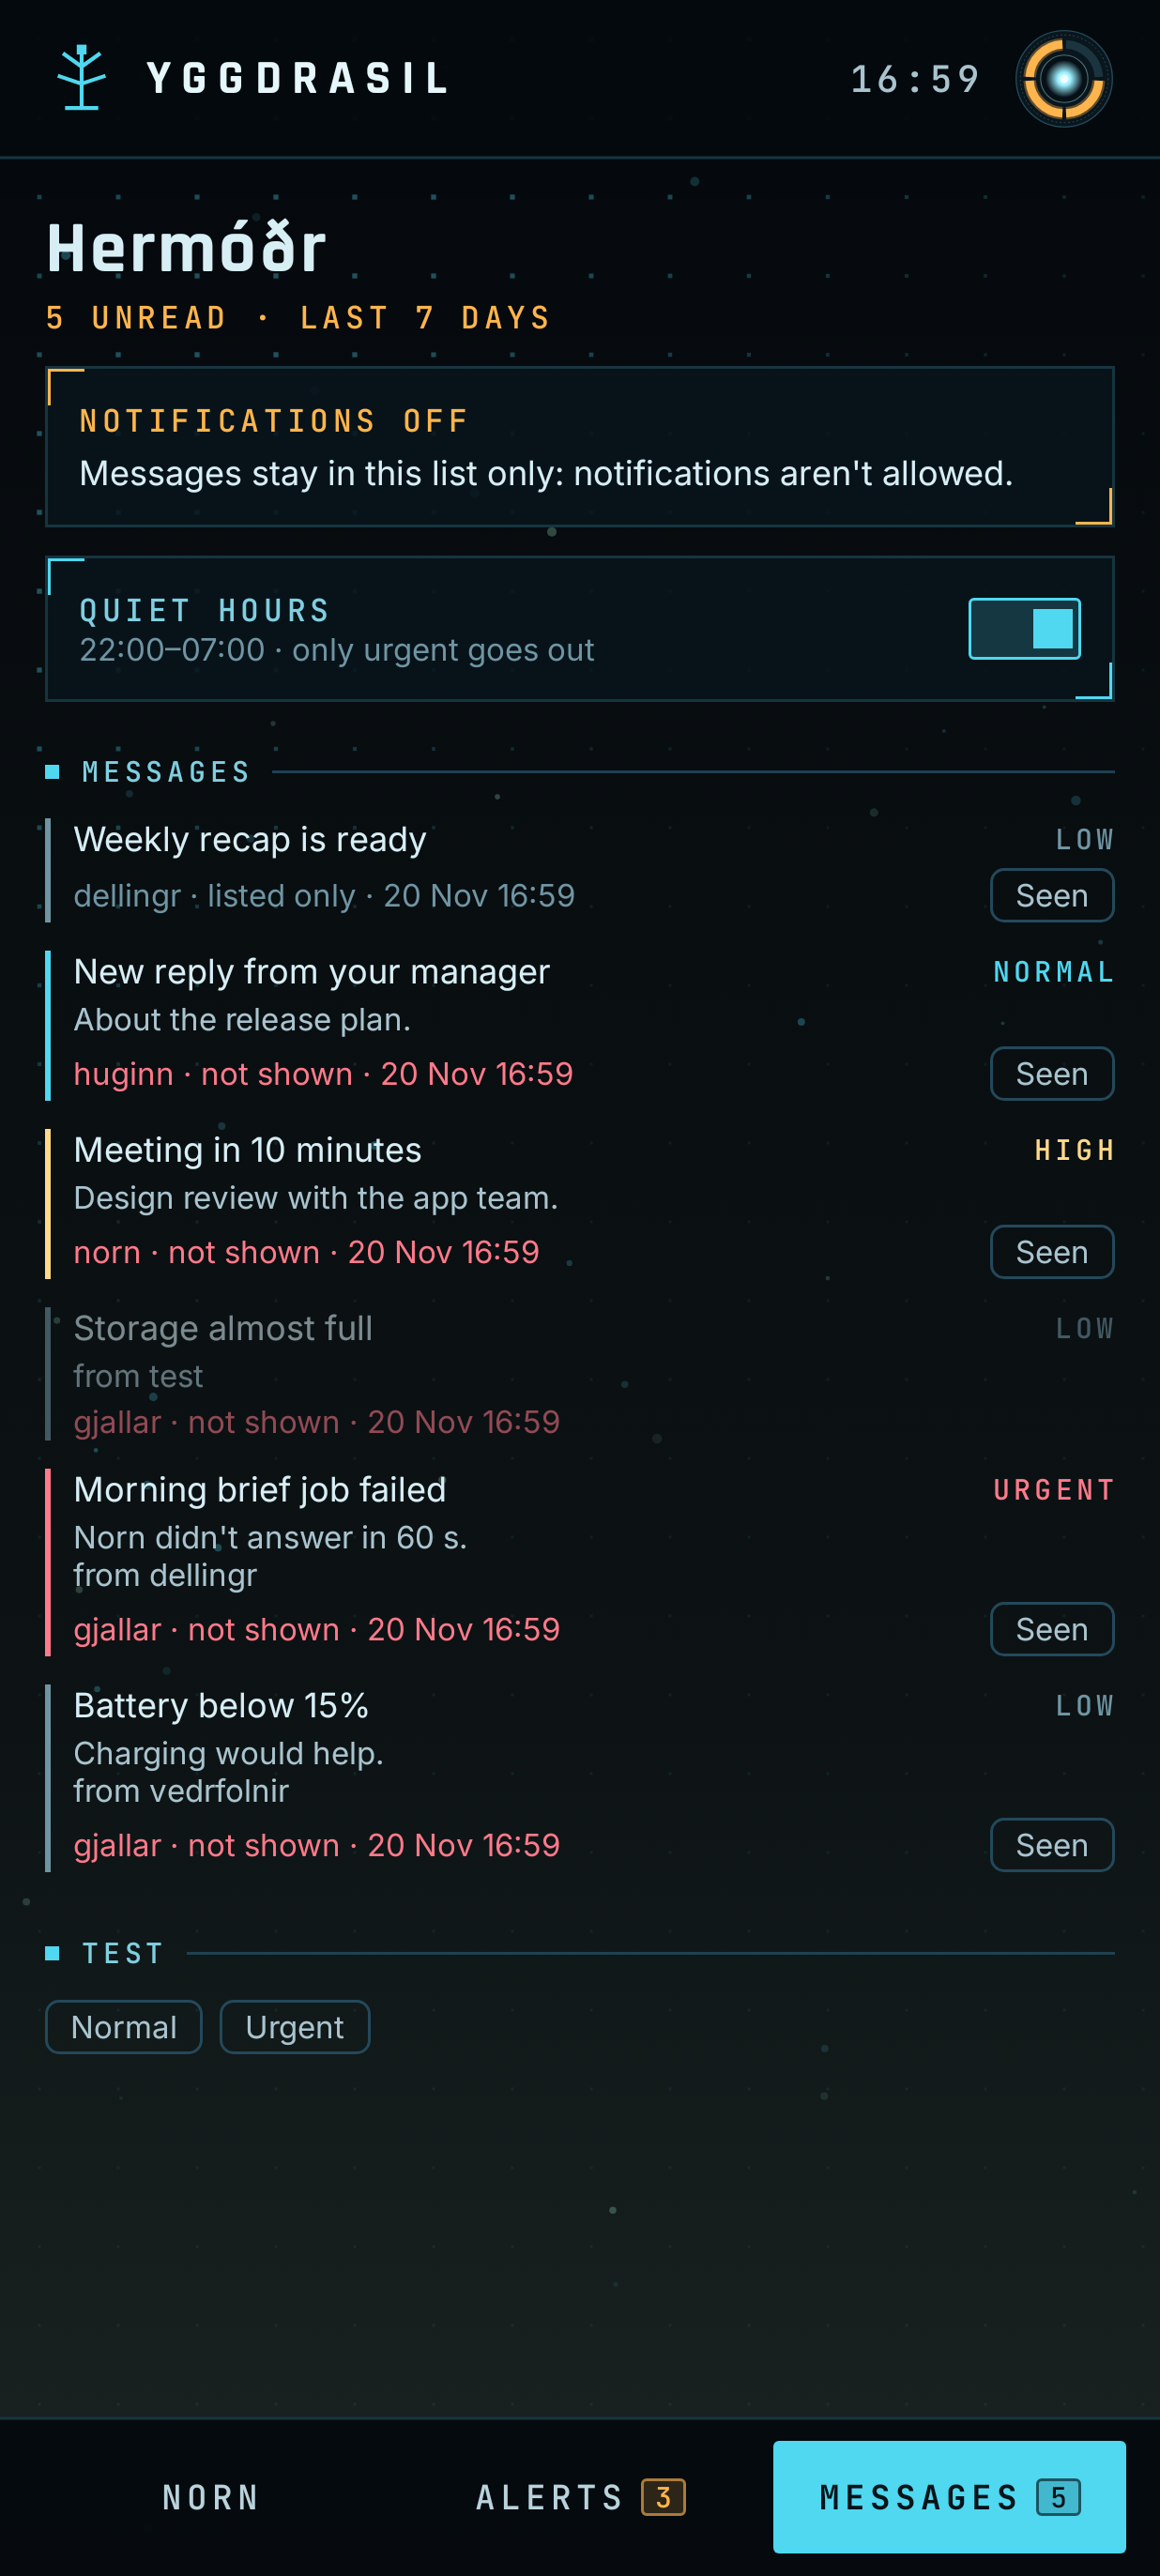 YGGDRASIL
16:59
Hermóðr
5 UNREAD · LAST 7 DAYS
NOTIFICATIONS OFF
Messages stay in this list only: notifications aren't allowed.
QUIET HOURS
22:00–07:00 · only urgent goes out
MESSAGES
Weekly recap is ready LOW
dellingr · listed only · 20 Nov 16:59 Seen
New reply from your manager NORMAL
About the release plan.
huginn · not shown · 20 Nov 16:59 Seen
Meeting in 10 minutes HIGH
Design review with the app team.
norn · not shown · 20 Nov 16:59 Seen
Storage almost full LOW
from test
gjallar · not shown · 20 Nov 16:59
Morning brief job failed URGENT
Norn didn't answer in 60 s.
from dellingr
gjallar · not shown · 20 Nov 16:59 Seen
Battery below 15% LOW
Charging would help.
from vedrfolnir
gjallar · not shown · 20 Nov 16:59 Seen
TEST
Normal Urgent
NORN ALERTS 3 MESSAGES 5